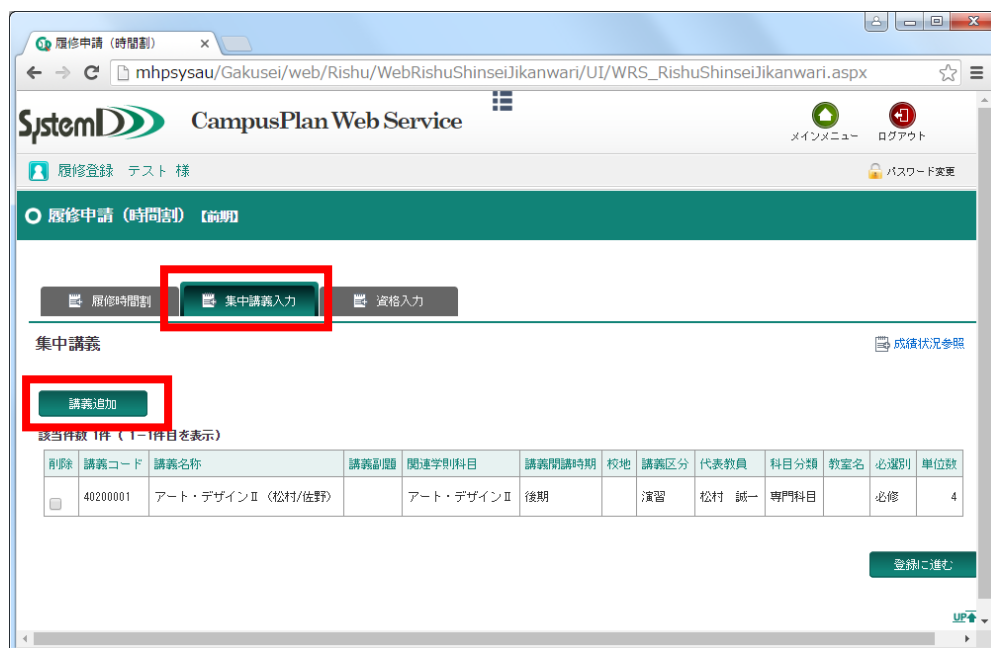 履修申請（時間割）
mhpsysau/Gakusei/web/Rishu/WebRishuShinseiJikanwari/UI/WRS_RishuShinseiJikanwari.aspx
SystemD CampusPlan Web Service
メインメニュー ログアウト
履修登録 テスト 様
パスワード変更
履修申請（時間割）【前期】
履修時間割 集中講義入力 資格入力
集中講義
成績状況参照
講義追加
該当件数 1件（ 1-1件目を表示）
削除 講義コード 講義名称 講義副題 関連学則科目 講義開講時期 校地 講義区分 代表教員 科目分類 教室名 必選別 単位数
40200001 アート・デザインⅡ（松村/佐野） アート・デザインⅡ 後期 演習 松村 誠一 専門科目 必修 4
登録に進む
UP